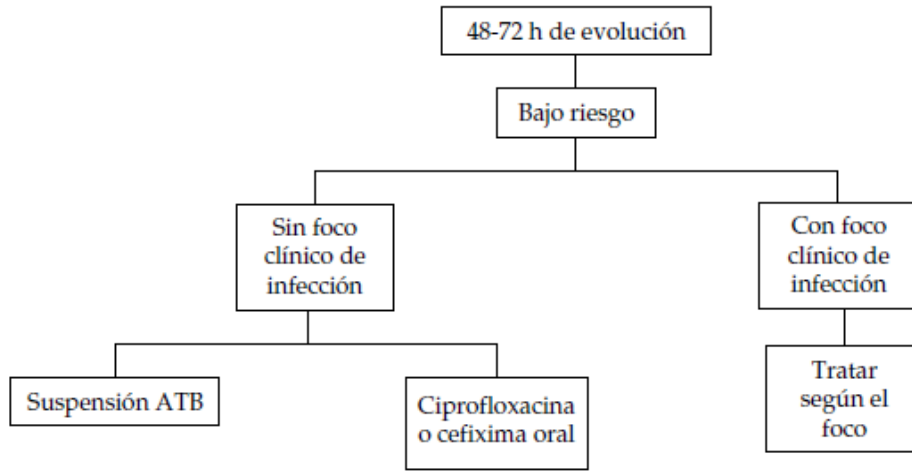 48-72 h de evolución
Bajo riesgo
Sin foco
clínico de
infección
Con foco
clínico de
infección
Suspensión ATB
Ciprofloxacina
o cefixima oral
Tratar
según el
foco